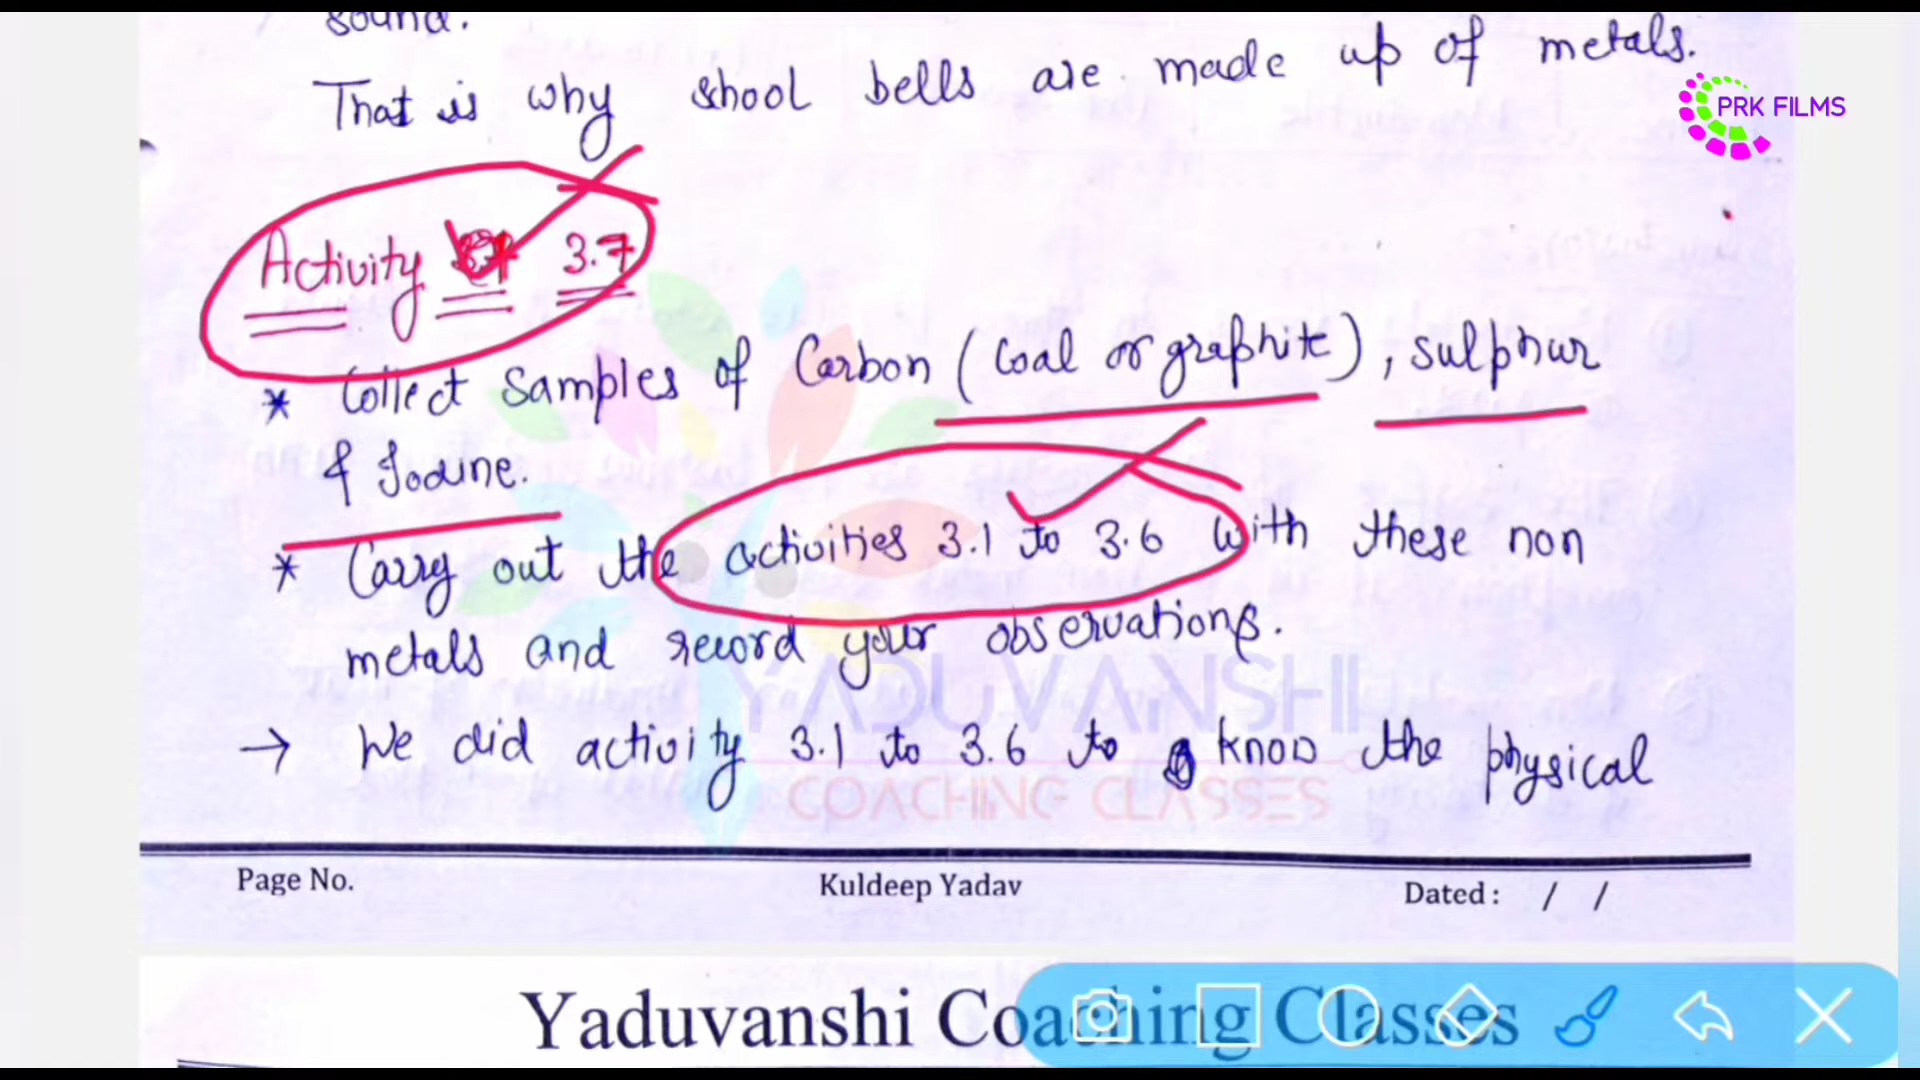 sound.
That is why shool bells are made up of metals.
PRK FILMS
Activity 3.7
* Collect samples of Carbon (Coal or graphite), sulphur
& Iodine.
* Carry out the activities 3.1 to 3.6 with these non
metals and record your observations.
YADUVANSHI
→ We did activity 3.1 to 3.6 to know the physical
COACHING CLASSES
Page No. Kuldeep Yadav Dated : / /
Yaduvanshi Coaching Classes